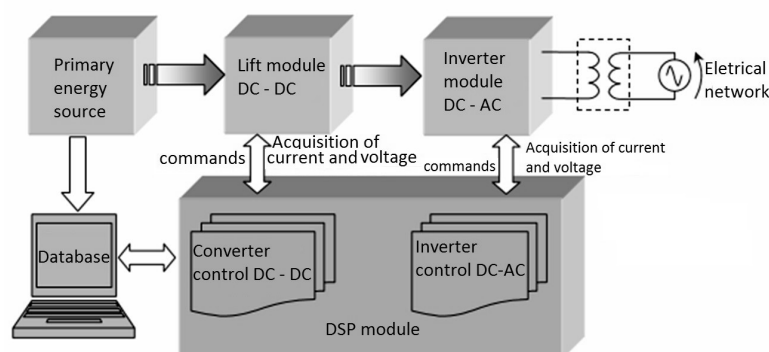 Primary
energy
source
Lift module
DC - DC
Inverter
module
DC - AC
Eletrical
network
commands
Acquisition of
current and voltage
commands
Acquisition of current
and voltage
Database
Converter
control DC - DC
Inverter
control DC-AC
DSP module